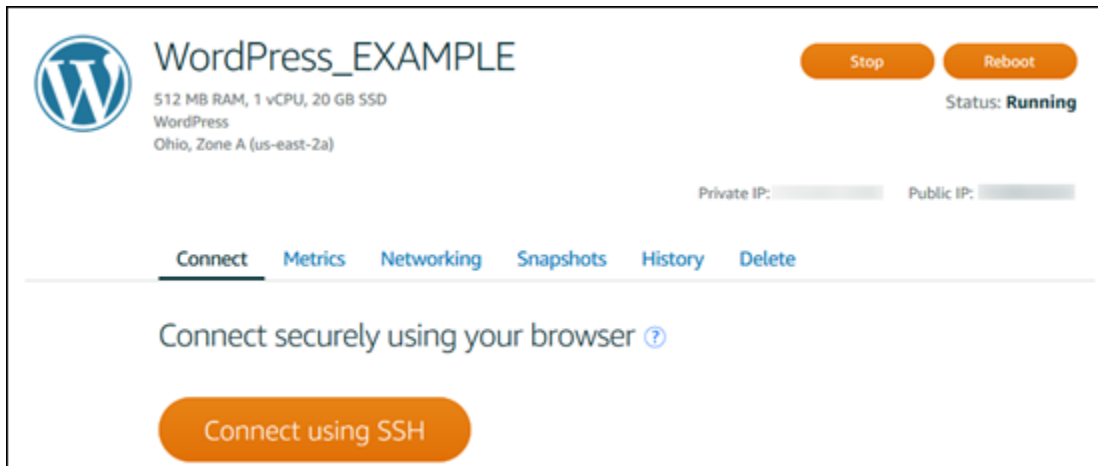 WordPress_EXAMPLE
Stop
Reboot
512 MB RAM, 1 vCPU, 20 GB SSD
Status: Running
WordPress
Ohio, Zone A (us-east-2a)
Private IP:
Public IP:
Connect Metrics Networking Snapshots History Delete
Connect securely using your browser ?
Connect using SSH